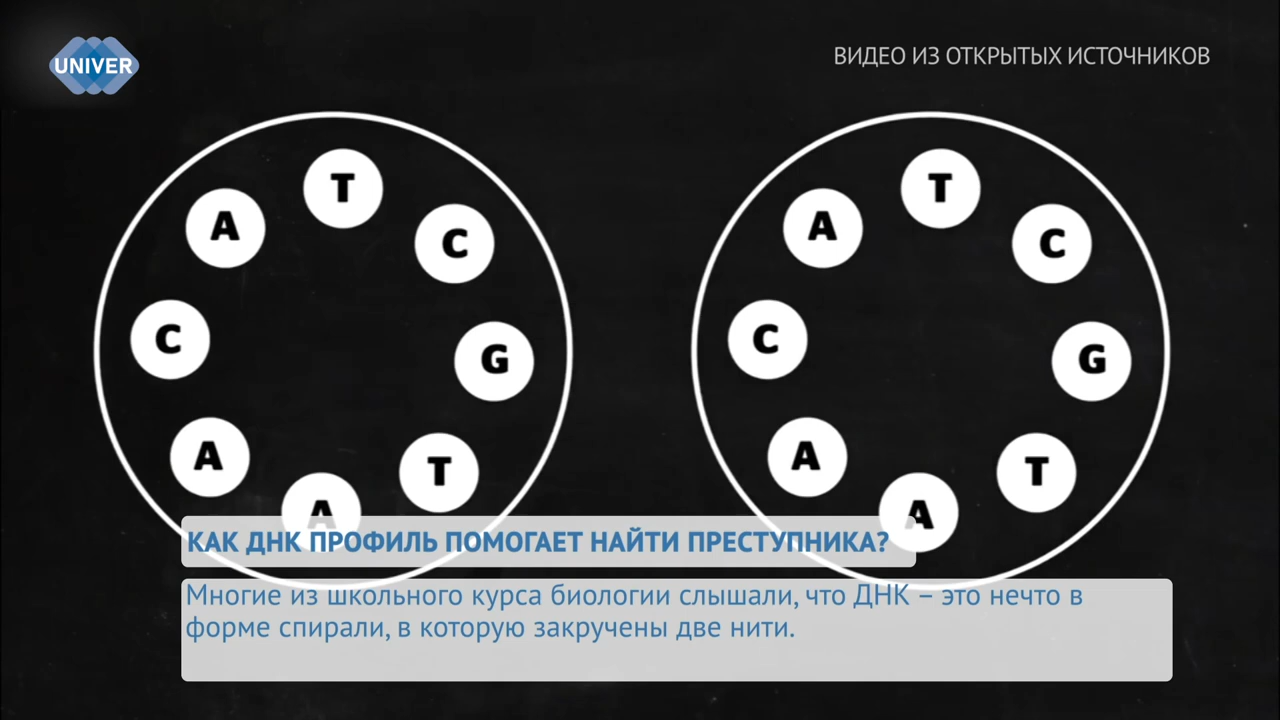 UNIVER
ВИДЕО ИЗ ОТКРЫТЫХ ИСТОЧНИКОВ
T
A
C
C
G
A
T
A
T
A
C
C
G
A
T
A
КАК ДНК ПРОФИЛЬ ПОМОГАЕТ НАЙТИ ПРЕСТУПНИКА?
Многие из школьного курса биологии слышали, что ДНК – это нечто в
форме спирали, в которую закручены две нити.